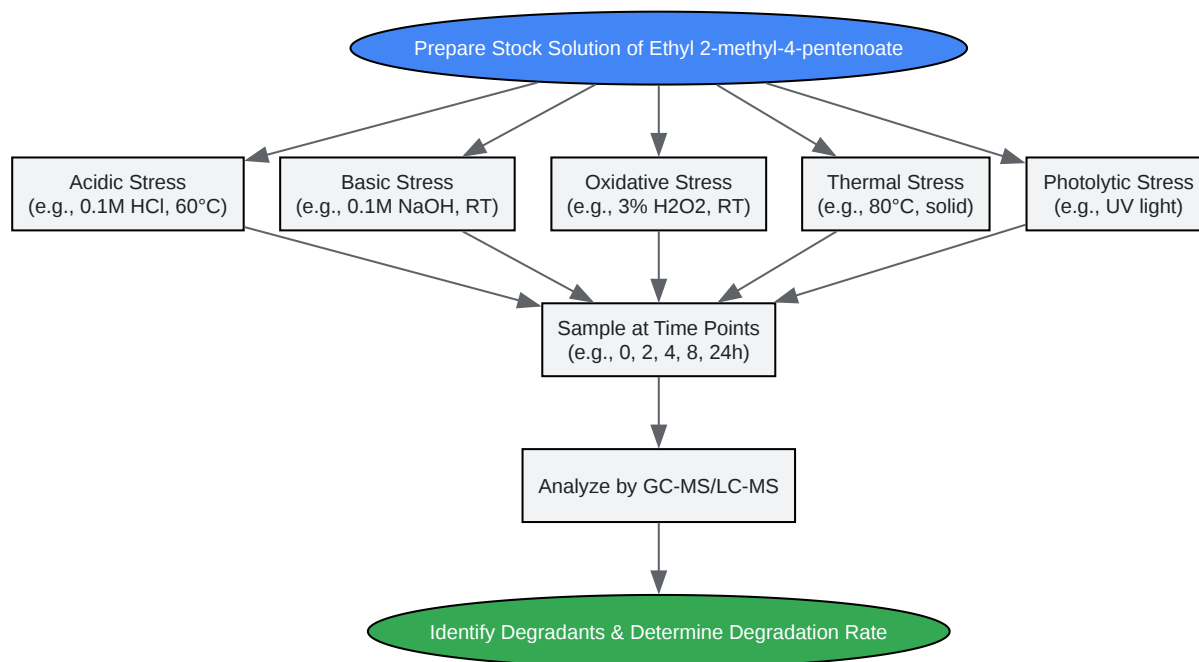 Prepare Stock Solution of Ethyl 2-methyl-4-pentenoate
Acidic Stress
(e.g., 0.1M HCl, 60°C)
Basic Stress
(e.g., 0.1M NaOH, RT)
Oxidative Stress
(e.g., 3% H2O2, RT)
Thermal Stress
(e.g., 80°C, solid)
Photolytic Stress
(e.g., UV light)
Sample at Time Points
(e.g., 0, 2, 4, 8, 24h)
Analyze by GC-MS/LC-MS
Identify Degradants & Determine Degradation Rate